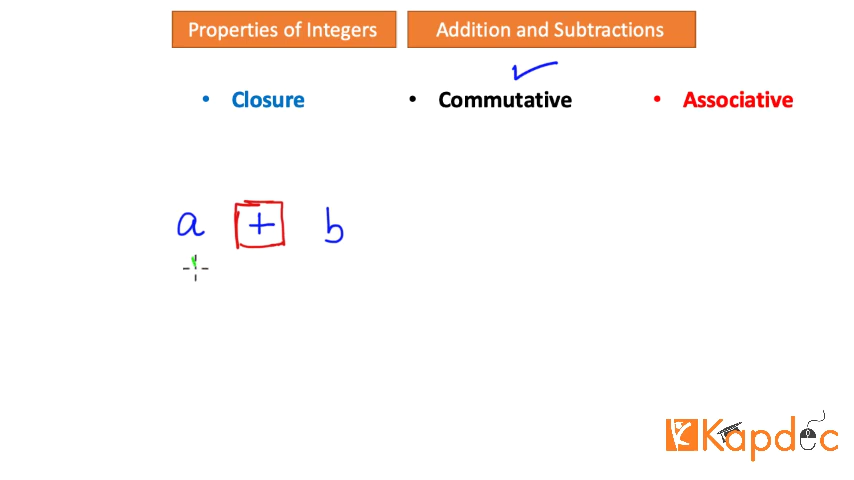 Properties of Integers Addition and Subtractions
• Closure • Commutative • Associative
a + b
Kapdec